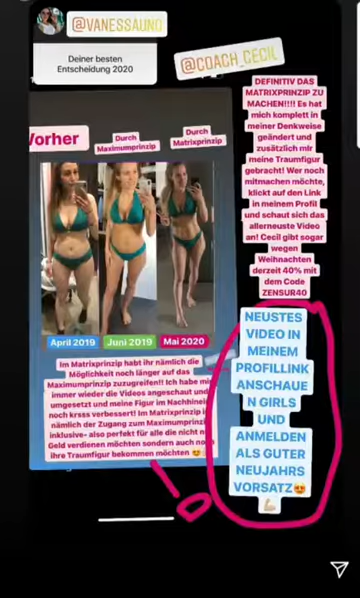 @VANESSAUNG
@COACH_CECIL
Deiner besten
Entscheidung 2020
Vorher
Durch
Maximumprinzip
Durch
Matrixprinzip
April 2019
Juni 2019
Mai 2020
Im Matrixprinzip habt ihr nämlich die
Möglichkeit noch länger auf das
Maximumprinzip zuzugreifen!! Ich habe mir
immer wieder die Videos angeschaut und
umgesetzt und meine Figur im Nachhinein
noch krass verbessert! Im Matrixprinzip
nämlich der Zugang zum Maximumprinzip
inklusive- also perfekt für alle die nicht nur
Geld verdienen möchten sondern auch noch
ihre Traumfigur bekommen möchten 😍
DEFINITIV DAS
MATRIXPRINZIP ZU
MACHEN!!!! Es hat
mich komplett in
meiner Denkweise
geändert und
zusätzlich mir
meine Traumfigur
gebracht! Wer noch
mitmachen möchte,
klickt auf den Link
in meinem Profil
und schaut sich das
allerneuste Video
an! Cecil gibt sogar
wegen
Weihnachten
derzeit 40% mit
dem Code
ZENSUR40
NEUSTES
VIDEO IN
MEINEM
PROFILLINK
ANSCHAUE
N GIRLS
UND
ANMELDEN
ALS GUTER
NEUJAHRS
VORSATZ😍
💪🏼